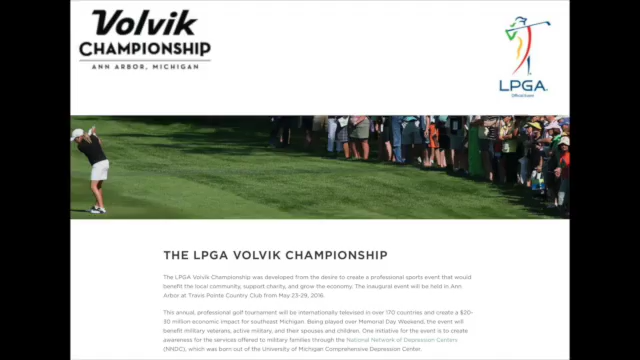 Volvik
CHAMPIONSHIP
ANN ARBOR, MICHIGAN
LPGA
Official Event
THE LPGA VOLVIK CHAMPIONSHIP
The LPGA Volvik Championship was developed from the desire to create a professional sports event that would
benefit the local community, support charity, and grow the economy. The inaugural event will be held in Ann
Arbor at Travis Pointe Country Club from May 23-29, 2016.
This annual, professional golf tournament will be internationally televised in over 170 countries and create a $20-
30 million economic impact for southeast Michigan. Being played over Memorial Day Weekend, the event will
benefit military veterans, active military, and their spouses and children. One initiative for the event is to create
awareness for the services offered to military families through the National Network of Depression Centers
(NNDC), which was born out of the University of Michigan Comprehensive Depression Center.